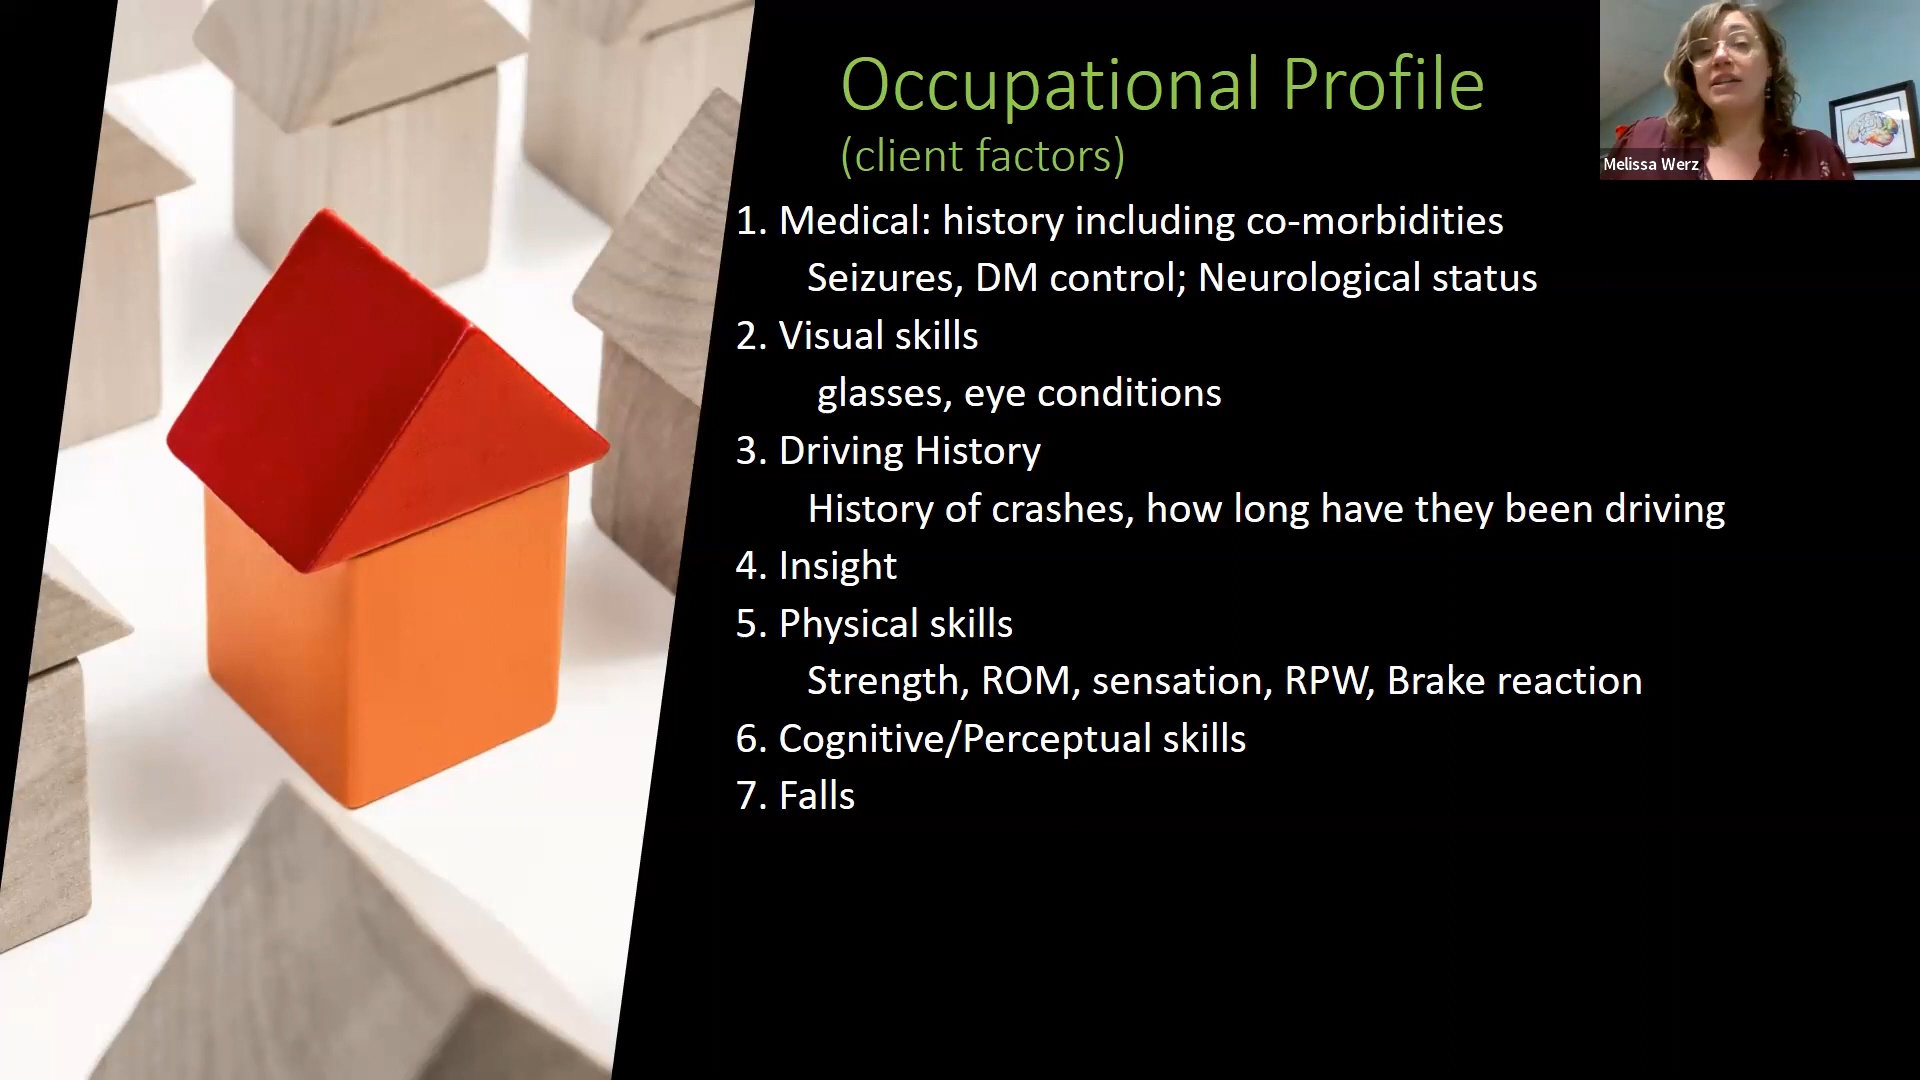 Occupational Profile
(client factors)
Melissa Werz
1. Medical: history including co-morbidities
Seizures, DM control; Neurological status
2. Visual skills
glasses, eye conditions
3. Driving History
History of crashes, how long have they been driving
4. Insight
5. Physical skills
Strength, ROM, sensation, RPW, Brake reaction
6. Cognitive/Perceptual skills
7. Falls